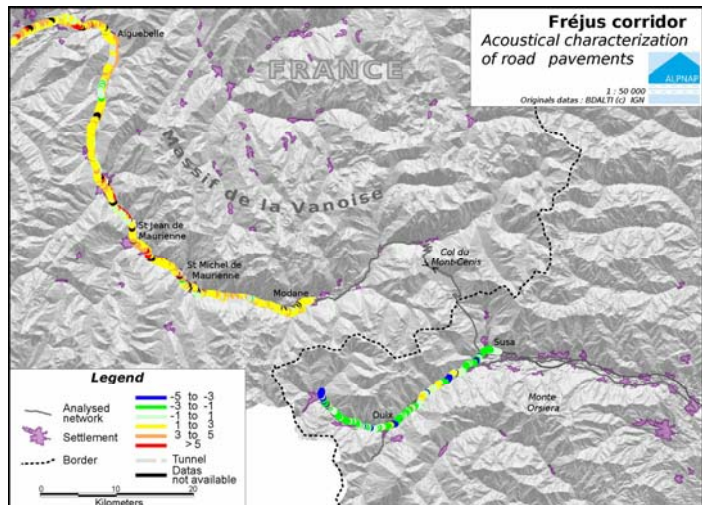 Fréjus corridor
Acoustical characterization
of road pavements
ALPNAP
1 : 50 000
Originals datas : BDALTI (c) IGN
Aiguebelle
FRANCE
Massif de la Vanoise
St Jean de
Maurienne
St Michel de
Maurienne
Modane
Col du
Mont-Cenis
Susa
Oulx
Monte
Orsiera
Legend
Analysed
network
Settlement
Border
-5 to -3
-3 to -1
-1 to 1
1 to 3
3 to 5
> 5
Tunnel
Datas
not available
0 10 20
Kilometers